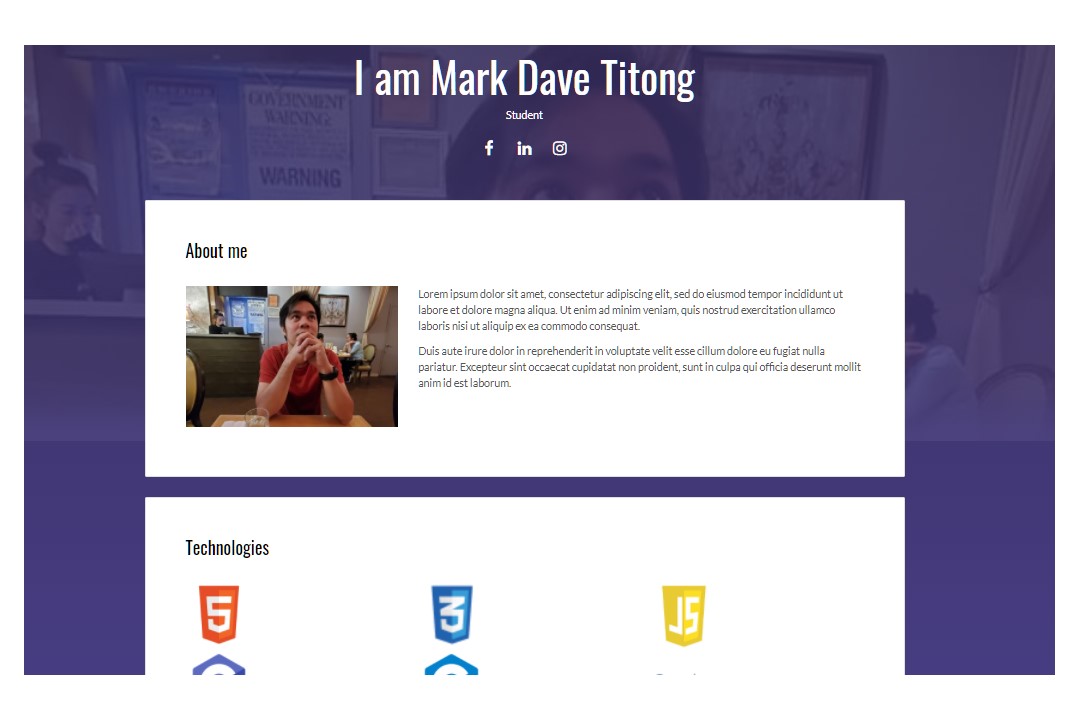 I am Mark Dave Titong
Student
GOVERNMENT
WARNING:
WARNING
About me
Lorem ipsum dolor sit amet, consectetur adipiscing elit, sed do eiusmod tempor incididunt ut
labore et dolore magna aliqua. Ut enim ad minim veniam, quis nostrud exercitation ullamco
laboris nisi ut aliquip ex ea commodo consequat.
Duis aute irure dolor in reprehenderit in voluptate velit esse cillum dolore eu fugiat nulla
pariatur. Excepteur sint occaecat cupidatat non proident, sunt in culpa qui officia deserunt mollit
anim id est laborum.
Technologies
5
3
JS